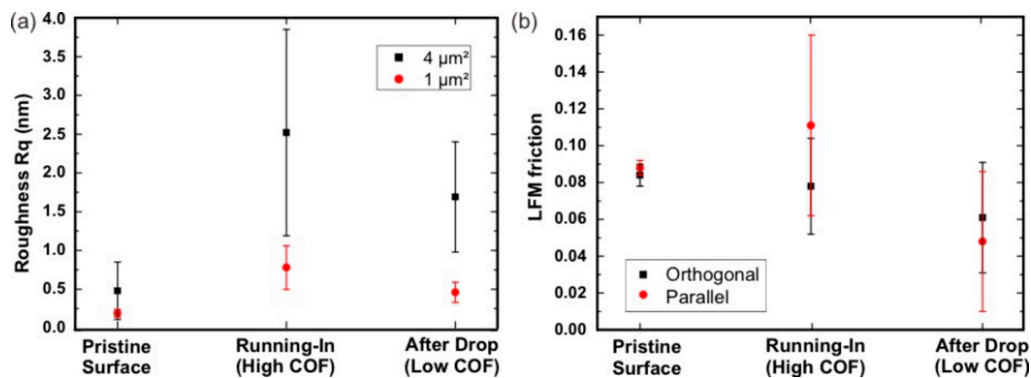 (a)
4.0
3.5
3.0
2.5
2.0
1.5
1.0
0.5
0.0
Roughness Rq (nm)
4 µm²
1 µm²
Pristine
Surface
Running-In
(High COF)
After Drop
(Low COF)
(b)
0.16
0.14
0.12
0.10
0.08
0.06
0.04
0.02
0.00
LFM friction
Orthogonal
Parallel
Pristine
Surface
Running-In
(High COF)
After Drop
(Low COF)